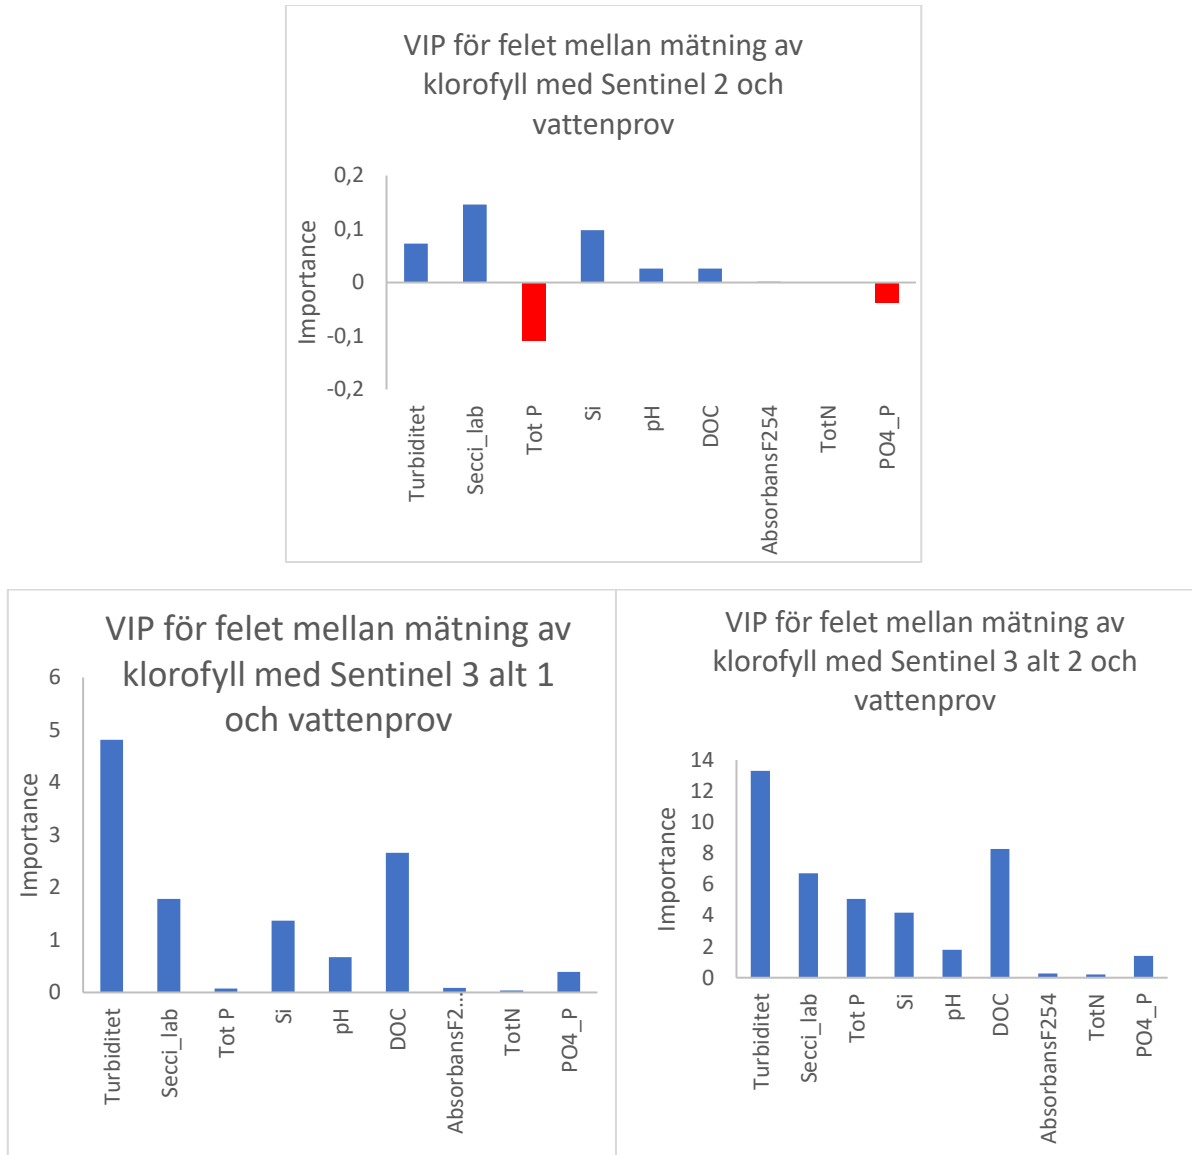 VIP för felet mellan mätning av
klorofyll med Sentinel 2 och
vattenprov
Importance
0,2
0,1
0
-0,1
-0,2
Turbiditet
Secci_lab
Tot P
Si
pH
DOC
AbsorbansF254
TotN
PO4_P
VIP för felet mellan mätning av
klorofyll med Sentinel 3 alt 1
och vattenprov
Importance
6
5
4
3
2
1
0
Turbiditet
Secci_lab
Tot P
Si
pH
DOC
AbsorbansF2...
TotN
PO4_P
VIP för felet mellan mätning av
klorofyll med Sentinel 3 alt 2 och
vattenprov
Importance
14
12
10
8
6
4
2
0
Turbiditet
Secci_lab
Tot P
Si
pH
DOC
AbsorbansF254
TotN
PO4_P